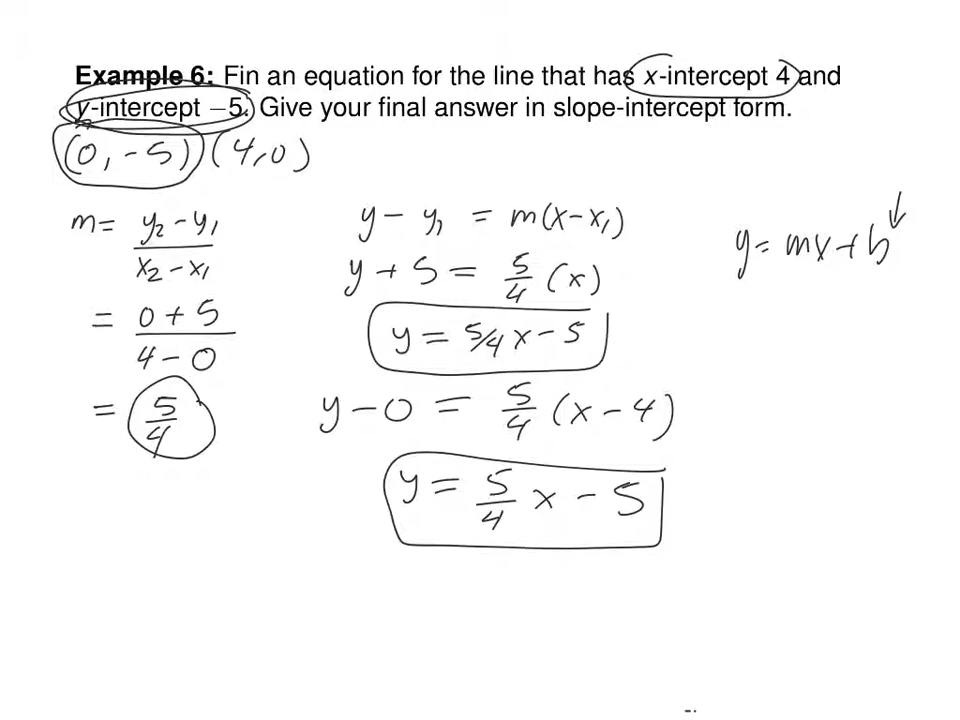 Example 6: Fin an equation for the line that has x-intercept 4 and
y-intercept −5. Give your final answer in slope-intercept form.
(0, -5) (4, 0)
m = (y₂ - y₁)/(x₂ - x₁)
= (0 + 5)/(4 - 0)
= 5/4
y - y₁ = m(x - x₁)
y + 5 = 5/4 (x)
y = 5/4 x - 5
y - 0 = 5/4 (x - 4)
y = 5/4 x - 5
y = mx + b